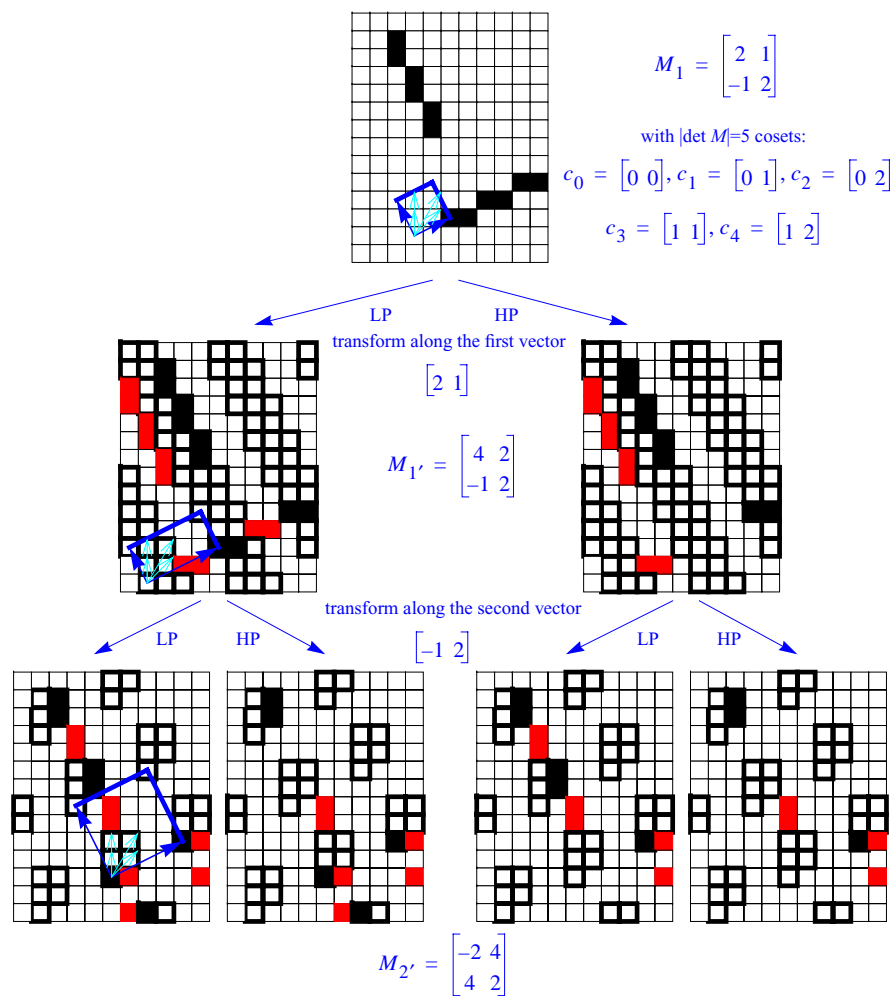 M₁ = [2 1; –1 2]
with |det M|=5 cosets:
c₀ = [0 0], c₁ = [0 1], c₂ = [0 2]
c₃ = [1 1], c₄ = [1 2]
LP HP
transform along the first vector
[2 1]
M₁′ = [4 2; –1 2]
transform along the second vector
LP HP [–1 2] LP HP
M₂′ = [–2 4; 4 2]